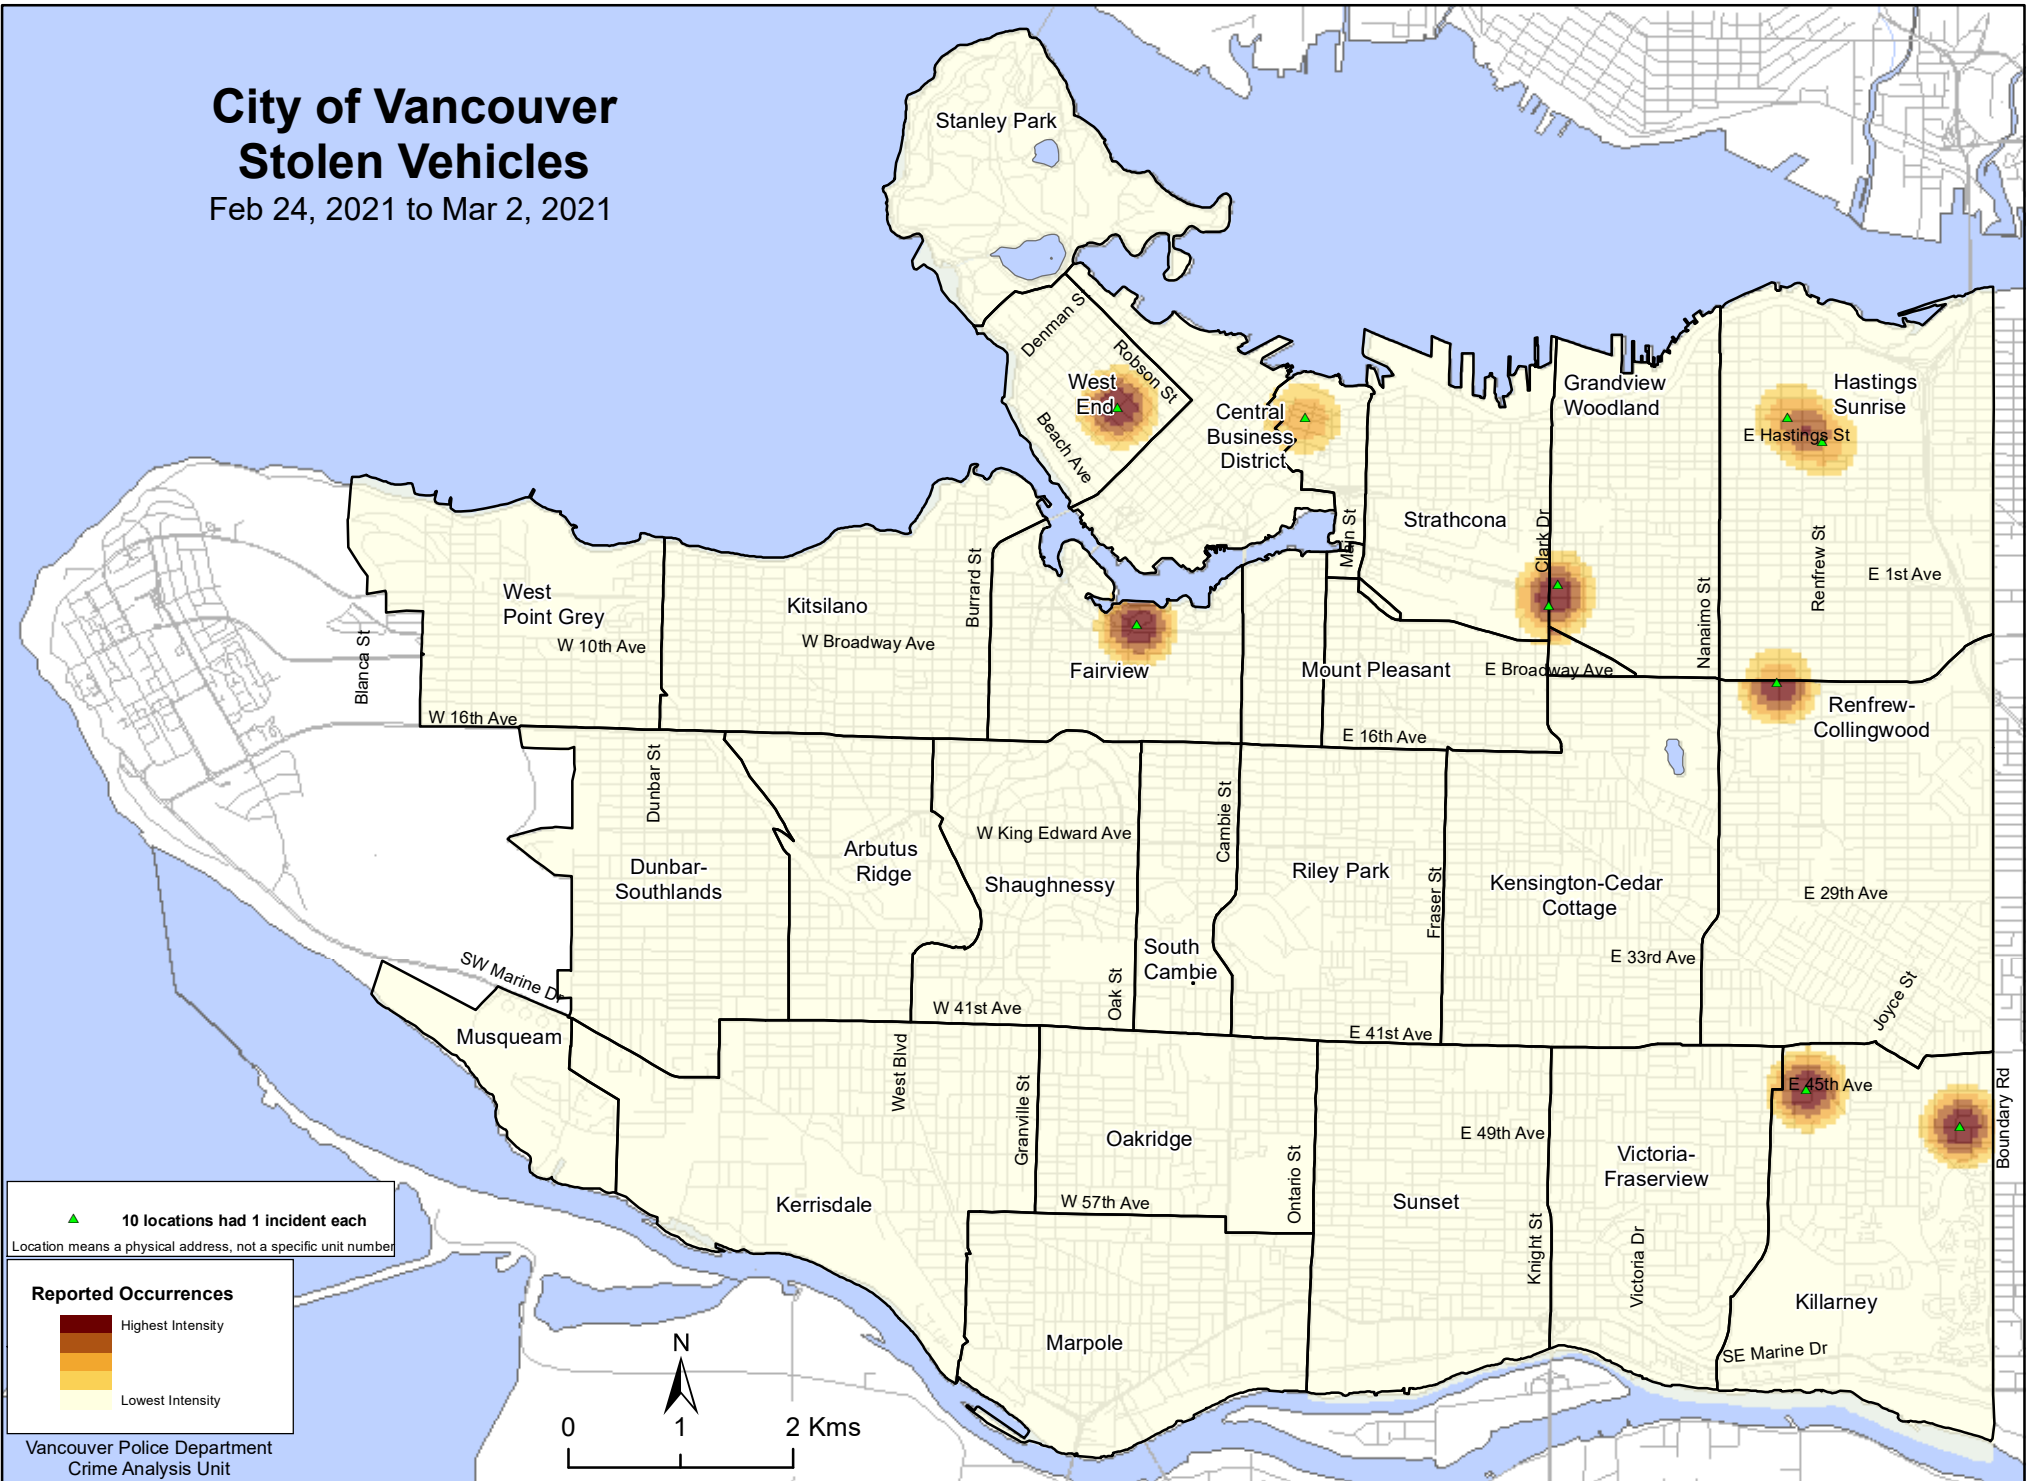 City of Vancouver
Stolen Vehicles
Feb 24, 2021 to Mar 2, 2021
Stanley Park
Denman S
Robson St
West
End
Beach Ave
Central
Business
District
Grandview
Woodland
Hastings
Sunrise
E Hastings St
Strathcona
Main St
Clark Dr
Renfrew St
E 1st Ave
Nanaimo St
West
Point Grey
W 10th Ave
Blanca St
W 16th Ave
Kitsilano
W Broadway Ave
Burrard St
Fairview
Mount Pleasant
E Broadway Ave
E 16th Ave
Renfrew-
Collingwood
Dunbar St
Dunbar-
Southlands
Arbutus
Ridge
W King Edward Ave
Shaughnessy
Cambie St
South
Cambie
Oak St
W 41st Ave
Riley Park
Fraser St
E 41st Ave
Kensington-Cedar
Cottage
E 33rd Ave
E 29th Ave
Joyce St
SW Marine Dr
Musqueam
West Blvd
Granville St
Kerrisdale
Oakridge
W 57th Ave
Ontario St
E 49th Ave
Sunset
Knight St
Victoria-
Fraserview
Victoria Dr
E 45th Ave
Boundary Rd
Killarney
SE Marine Dr
Marpole
10 locations had 1 incident each
Location means a physical address, not a specific unit number
Reported Occurrences
Highest Intensity
Lowest Intensity
Vancouver Police Department
Crime Analysis Unit
N
0 1 2 Kms